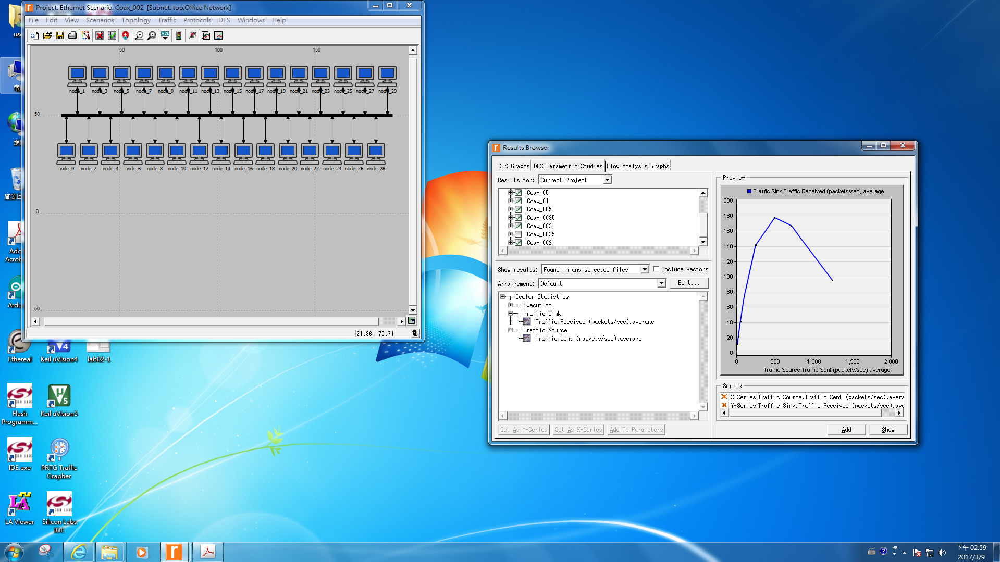 Project: Ethernet Scenario: Coax_002 [Subnet: top.Office Network]
File Edit View Scenarios Topology Traffic Protocols DES Windows Help
ACE
50 100 150
node_1 node_3 node_5 node_7 node_9 node_11 node_13 node_15 node_17 node_19 node_21 node_23 node_25 node_27 node_29
50
node_0 node_2 node_4 node_6 node_8 node_10 node_12 node_14 node_16 node_18 node_20 node_22 node_24 node_26 node_28
0
-50
21.96, 70.71
Results Browser
DES Graphs DES Parametric Studies Flow Analysis Graphs
Results for: Current Project
Coax_05
Coax_01
Coax_005
Coax_0035
Coax_003
Coax_0025
Coax_002
Show results: Found in any selected files Include vectors
Arrangement: Default Edit...
Scalar Statistics
Execution
Traffic Sink
Traffic Received (packets/sec).average
Traffic Source
Traffic Sent (packets/sec).average
Set As Y-Series Set As X-Series Add To Parameters
Preview
Traffic Sink.Traffic Received (packets/sec).average
200
180
160
140
120
100
80
60
40
20
0
0 500 1,000 1,500 2,000
Traffic Source.Traffic Sent (packets/sec).average
Series
X-Series Traffic Source.Traffic Sent (packets/sec).avera
Y-Series Traffic Sink.Traffic Received (packets/sec).ave
Add Show
Ethereal Keil uVision4 lab02-1
Flash Programm... Keil uVision5
IDE.exe PRTG Traffic Grapher
LA Viewer Silicon Labs IDE
下午 02:59
2017/3/9